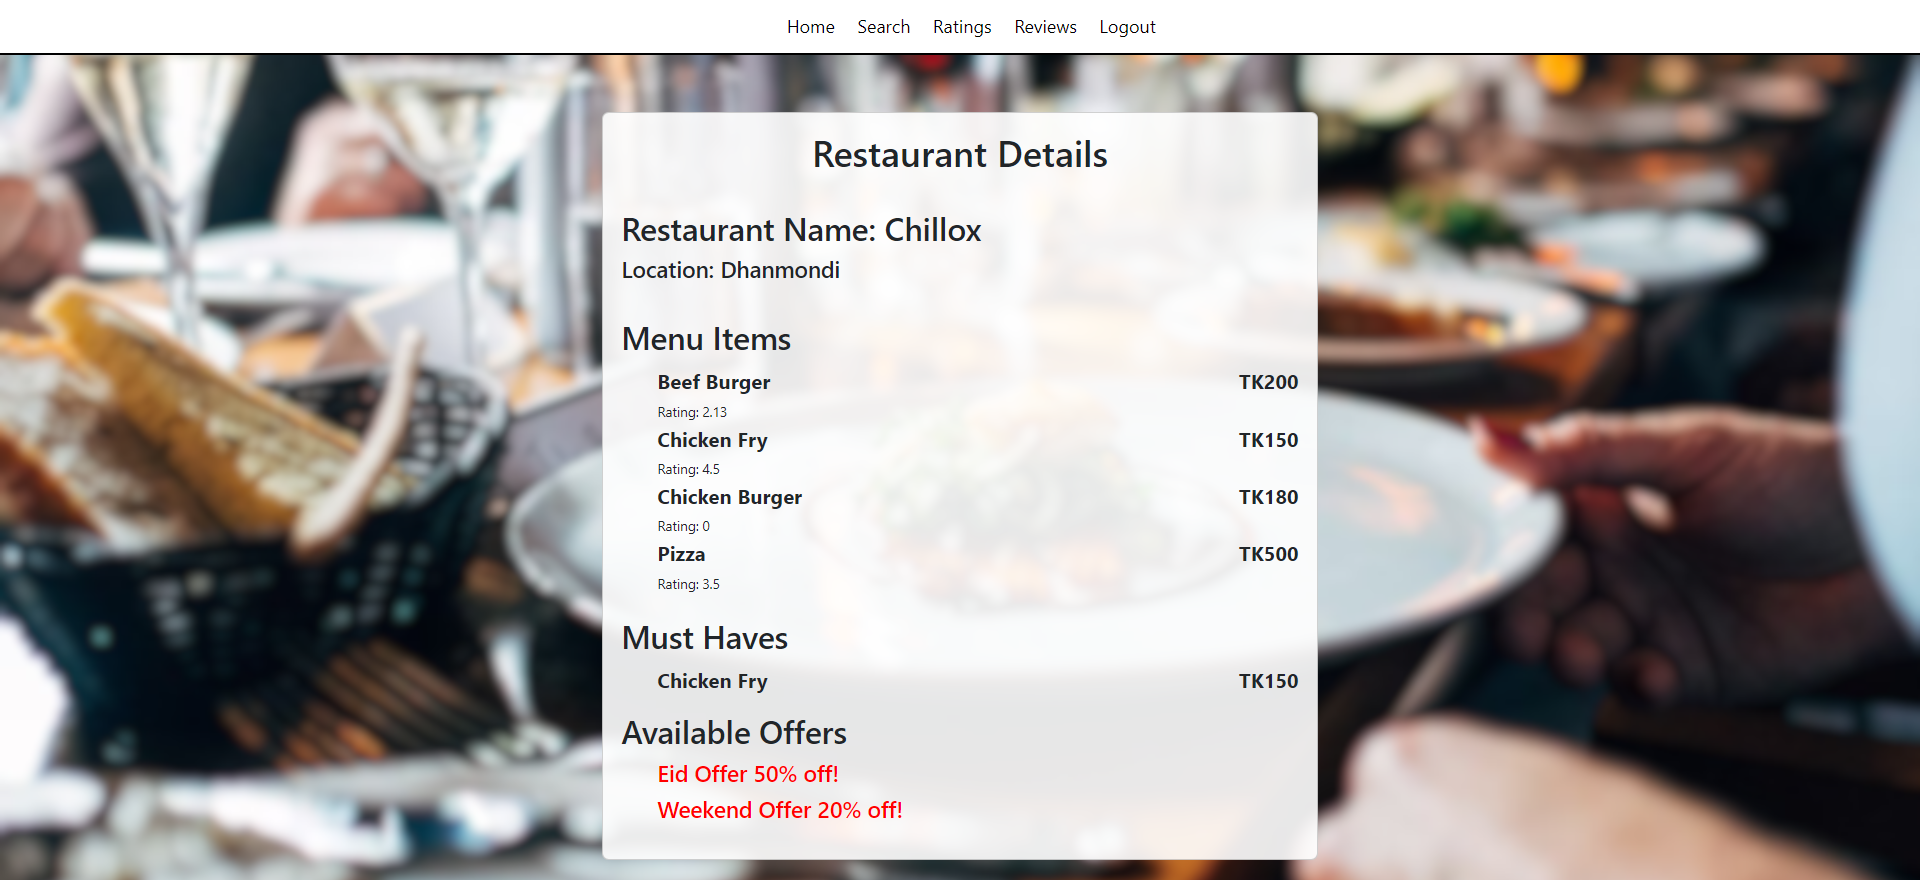 Home Search Ratings Reviews Logout
Restaurant Details
Restaurant Name: Chillox
Location: Dhanmondi
Menu Items
Beef Burger TK200
Rating: 2.13
Chicken Fry TK150
Rating: 4.5
Chicken Burger TK180
Rating: 0
Pizza TK500
Rating: 3.5
Must Haves
Chicken Fry TK150
Available Offers
Eid Offer 50% off!
Weekend Offer 20% off!